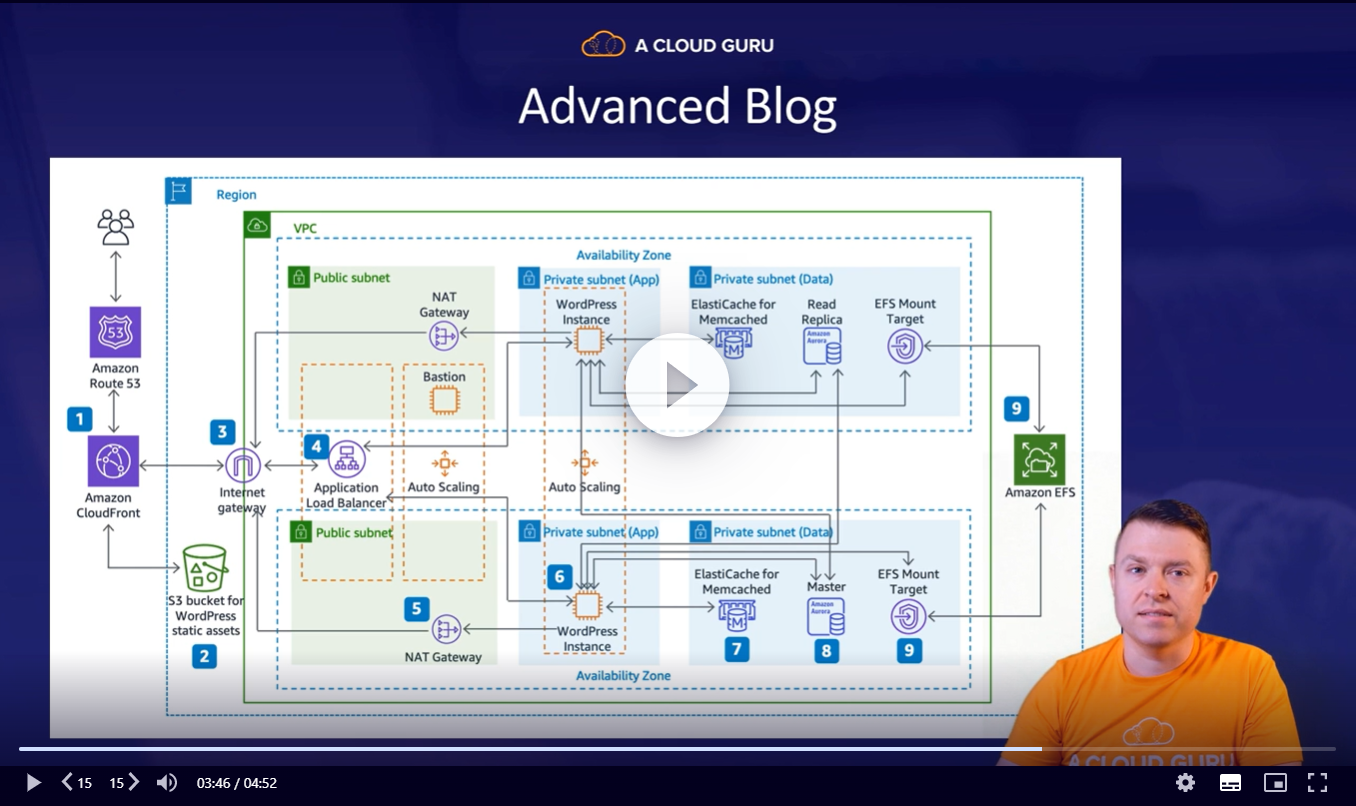 A CLOUD GURU
Advanced Blog
Region
VPC
Availability Zone
Public subnet
Private subnet (App)
Private subnet (Data)
NAT
Gateway
WordPress
Instance
ElastiCache for
Memcached
Read
Replica
EFS Mount
Target
53
Amazon
Route 53
M
Amazon
Aurora
Bastion
1
3
4
9
Amazon
CloudFront
Internet
gateway
Application
Load Balancer
Auto Scaling
Auto Scaling
Amazon EFS
Public subnet
Private subnet (App)
Private subnet (Data)
S3 bucket for
WordPress
static assets
2
5
NAT Gateway
6
WordPress
Instance
ElastiCache for
Memcached
M
7
Master
Amazon
Aurora
8
EFS Mount
Target
9
Availability Zone
A CLOUD GURU
15
15
03:46 / 04:52